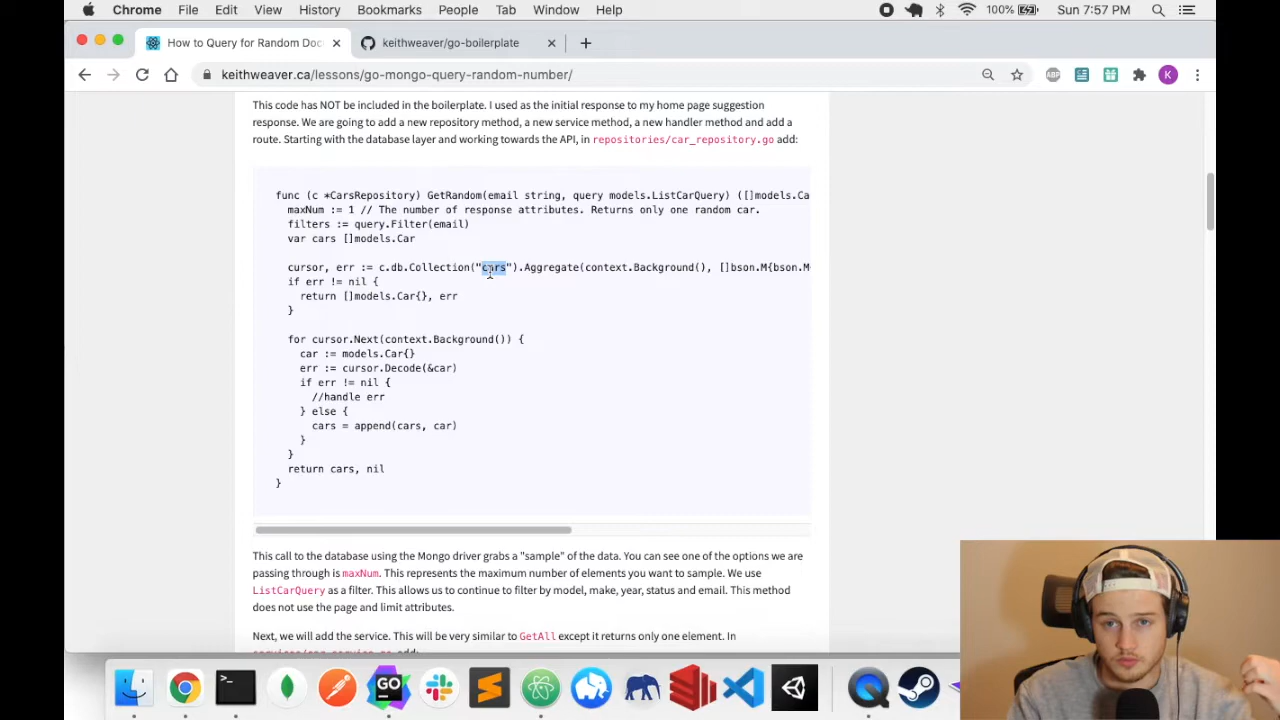 Chrome File Edit View History Bookmarks People Tab Window Help 100% Sun 7:57 PM
How to Query for Random Doc keithweaver/go-boilerplate
keithweaver.ca/lessons/go-mongo-query-random-number/ ABP K
This code has NOT be included in the boilerplate. I used as the initial response to my home page suggestion
response. We are going to add a new repository method, a new service method, a new handler method and add a
route. Starting with the database layer and working towards the API, in repositories/car_repository.go add:
func (c *CarsRepository) GetRandom(email string, query models.ListCarQuery) ([]models.Ca
maxNum := 1 // The number of response attributes. Returns only one random car.
filters := query.Filter(email)
var cars []models.Car
cursor, err := c.db.Collection("cars").Aggregate(context.Background(), []bson.M{bson.M
if err != nil {
return []models.Car{}, err
}
for cursor.Next(context.Background()) {
car := models.Car{}
err := cursor.Decode(&car)
if err != nil {
//handle err
} else {
cars = append(cars, car)
}
}
return cars, nil
}
This call to the database using the Mongo driver grabs a "sample" of the data. You can see one of the options we are
passing through is maxNum. This represents the maximum number of elements you want to sample. We use
ListCarQuery as a filter. This allows us to continue to filter by model, make, year, status and email. This method
does not use the page and limit attributes.
Next, we will add the service. This will be very similar to GetAll except it returns only one element. In
GO